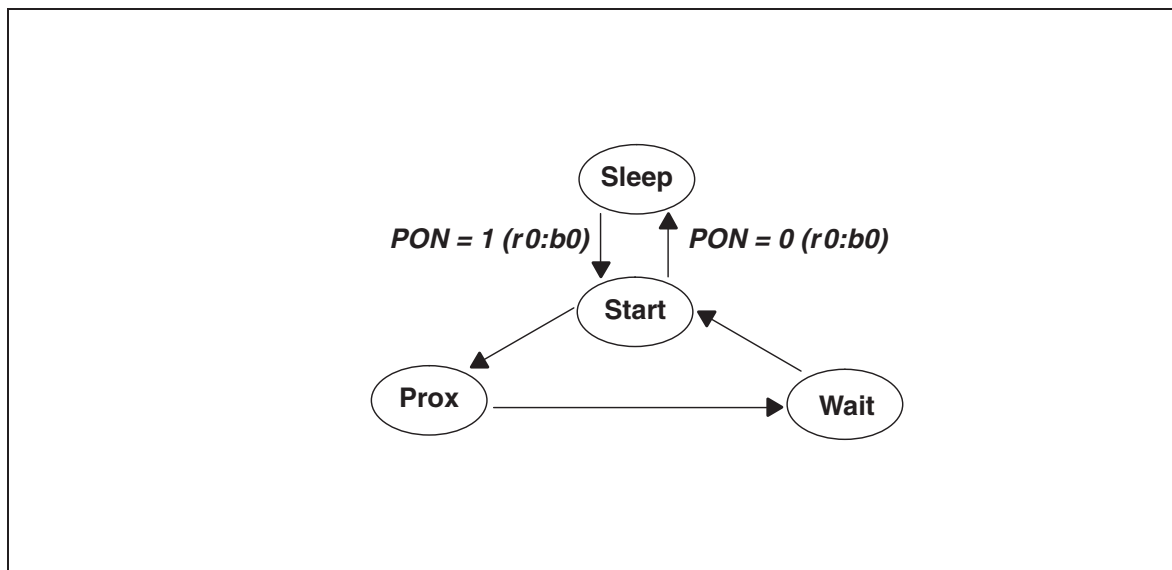 Sleep
PON = 1 (r0:b0)
PON = 0 (r0:b0)
Start
Prox
Wait